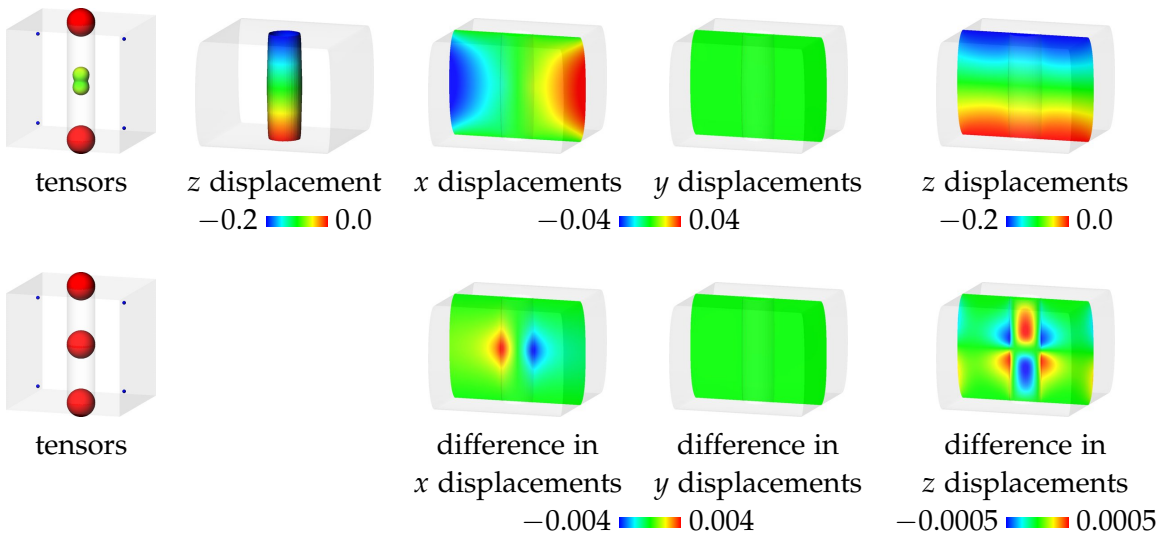 tensors z displacement x displacements y displacements z displacements
−0.2 0.0 −0.04 0.04 −0.2 0.0
tensors difference in difference in difference in
x displacements y displacements z displacements
−0.004 0.004 −0.0005 0.0005